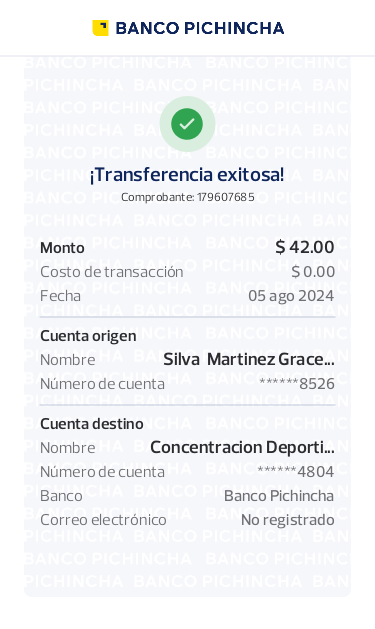 BANCO PICHINCHA
¡Transferencia exitosa!
Comprobante: 179607685
Monto $ 42.00
Costo de transacción $ 0.00
Fecha 05 ago 2024
Cuenta origen
Nombre Silva Martinez Grace...
Número de cuenta ******8526
Cuenta destino
Nombre Concentracion Deporti...
Número de cuenta ******4804
Banco Banco Pichincha
Correo electrónico No registrado